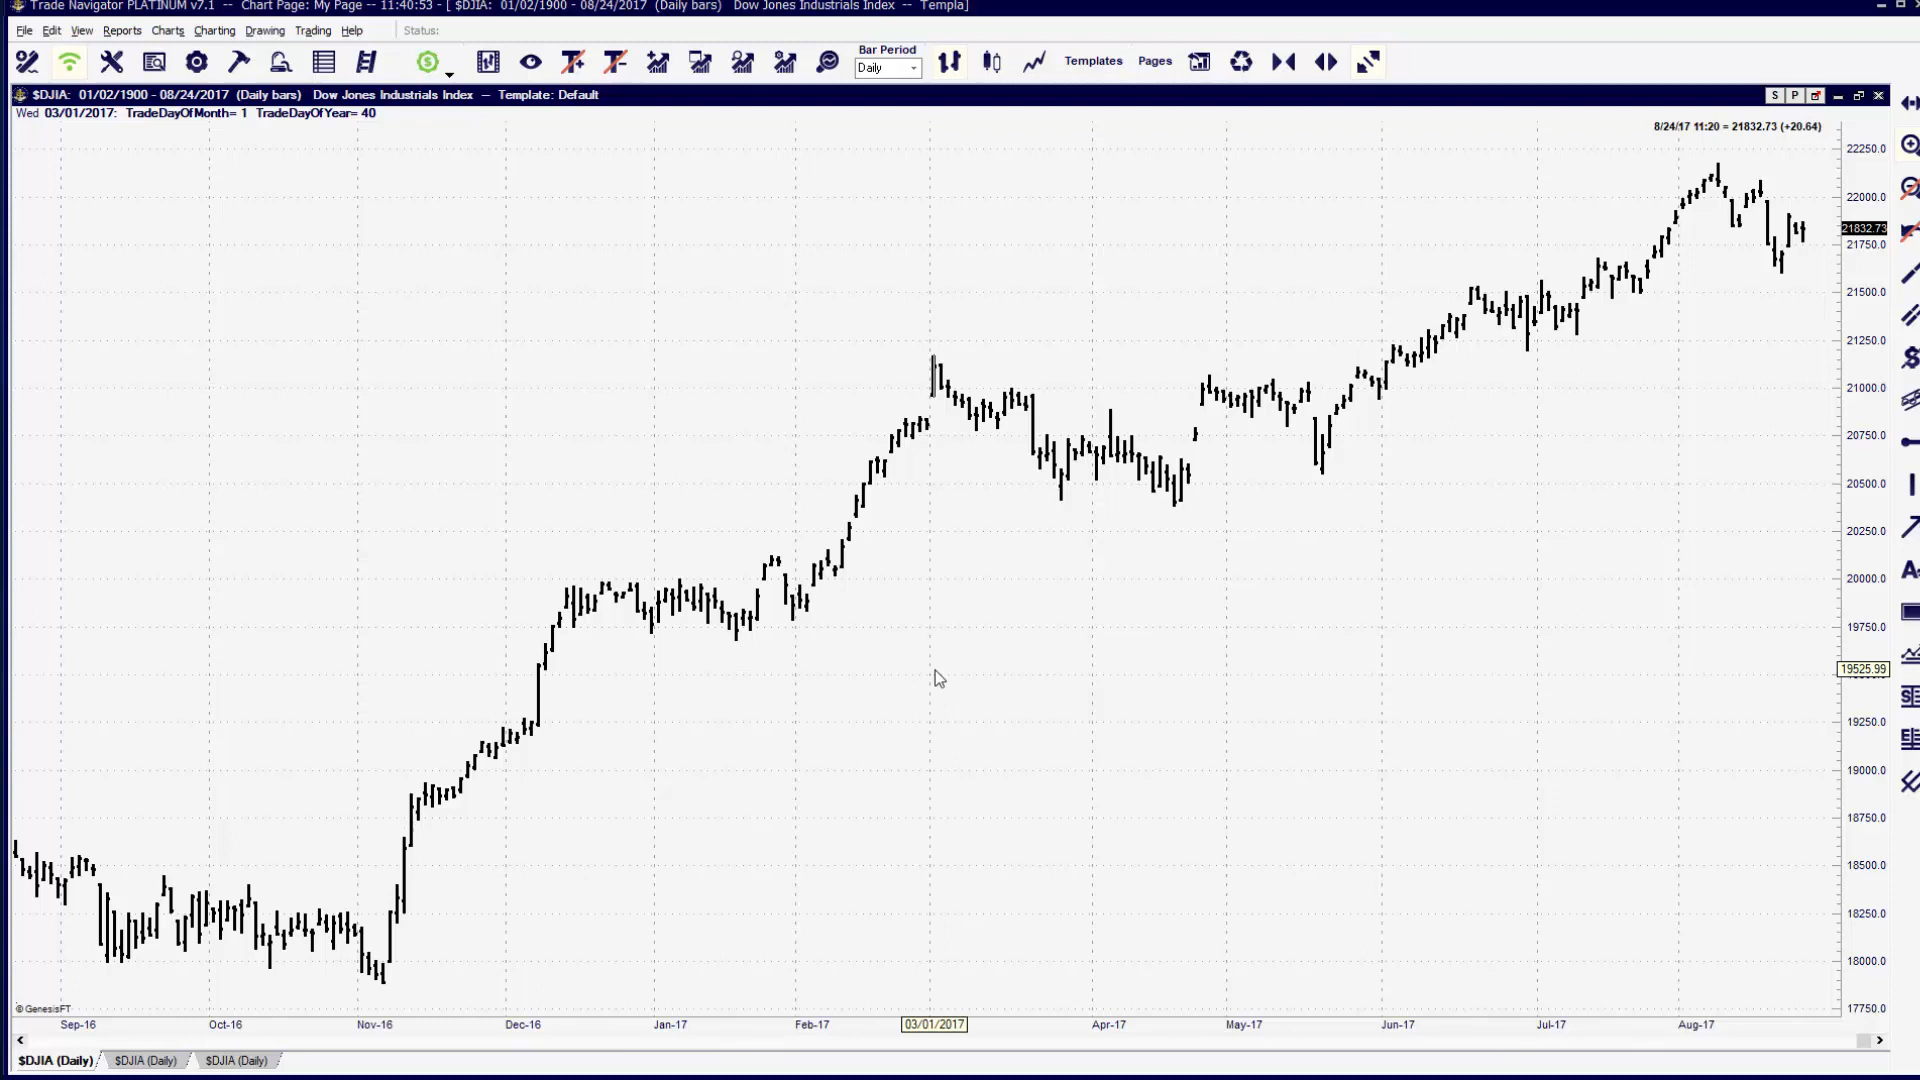 Trade Navigator PLATINUM v7.1 -- Chart Page: My Page -- 11:40:53 - [ $DJIA: 01/02/1900 - 08/24/2017 (Daily bars) Dow Jones Industrials Index -- Templa]
File Edit View Reports Charts Charting Drawing Trading Help Status:
Bar Period
Daily
Templates Pages
$DJIA: 01/02/1900 - 08/24/2017 (Daily bars) Dow Jones Industrials Index -- Template: Default S P
Wed 03/01/2017: TradeDayOfMonth= 1 TradeDayOfYear= 40
8/24/17 11:20 = 21832.73 (+20.64)
22250.0
22000.0
21832.73
21750.0
21500.0
21250.0
21000.0
20750.0
20500.0
20250.0
20000.0
19750.0
19525.99
19250.0
19000.0
18750.0
18500.0
18250.0
18000.0
17750.0
© GenesisFT
Sep-16 Oct-16 Nov-16 Dec-16 Jan-17 Feb-17 03/01/2017 Apr-17 May-17 Jun-17 Jul-17 Aug-17
$DJIA (Daily) $DJIA (Daily) $DJIA (Daily)